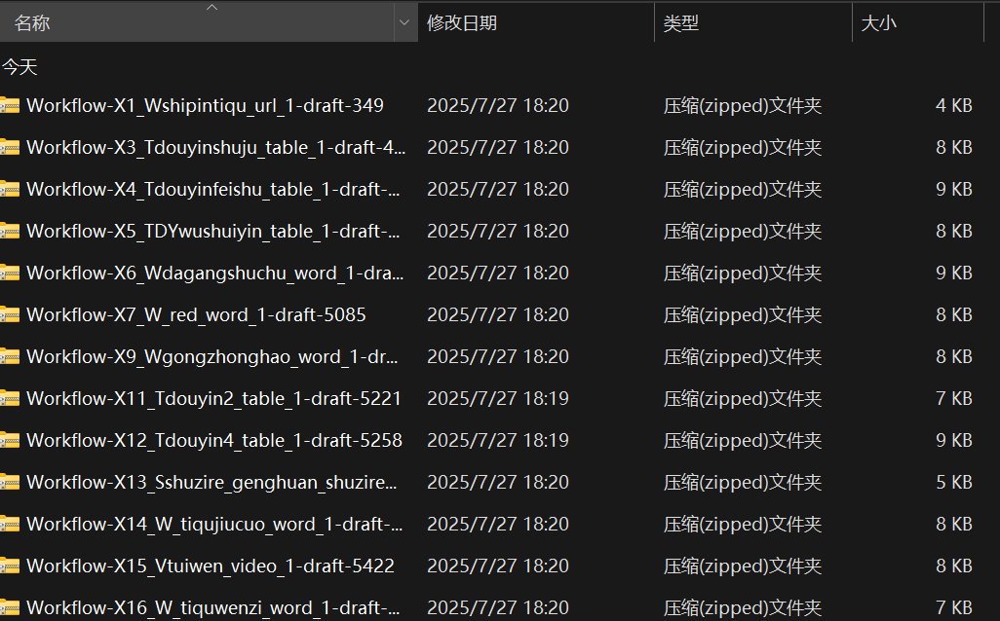 名称 修改日期 类型 大小
今天
Workflow-X1_Wshipintiqu_url_1-draft-349 2025/7/27 18:20 压缩(zipped)文件夹 4 KB
Workflow-X3_Tdouyinshuju_table_1-draft-4... 2025/7/27 18:20 压缩(zipped)文件夹 8 KB
Workflow-X4_Tdouyinfeishu_table_1-draft-... 2025/7/27 18:20 压缩(zipped)文件夹 9 KB
Workflow-X5_TDYwushuiyin_table_1-draft-... 2025/7/27 18:20 压缩(zipped)文件夹 8 KB
Workflow-X6_Wdagangshuchu_word_1-dra... 2025/7/27 18:20 压缩(zipped)文件夹 9 KB
Workflow-X7_W_red_word_1-draft-5085 2025/7/27 18:20 压缩(zipped)文件夹 8 KB
Workflow-X9_Wgongzhonghao_word_1-dr... 2025/7/27 18:20 压缩(zipped)文件夹 8 KB
Workflow-X11_Tdouyin2_table_1-draft-5221 2025/7/27 18:19 压缩(zipped)文件夹 7 KB
Workflow-X12_Tdouyin4_table_1-draft-5258 2025/7/27 18:19 压缩(zipped)文件夹 9 KB
Workflow-X13_Sshuzire_genghuan_shuzire... 2025/7/27 18:20 压缩(zipped)文件夹 5 KB
Workflow-X14_W_tiqujiucuo_word_1-draft-... 2025/7/27 18:20 压缩(zipped)文件夹 8 KB
Workflow-X15_Vtuiwen_video_1-draft-5422 2025/7/27 18:20 压缩(zipped)文件夹 8 KB
Workflow-X16_W_tiquwenzi_word_1-draft-... 2025/7/27 18:20 压缩(zipped)文件夹 7 KB